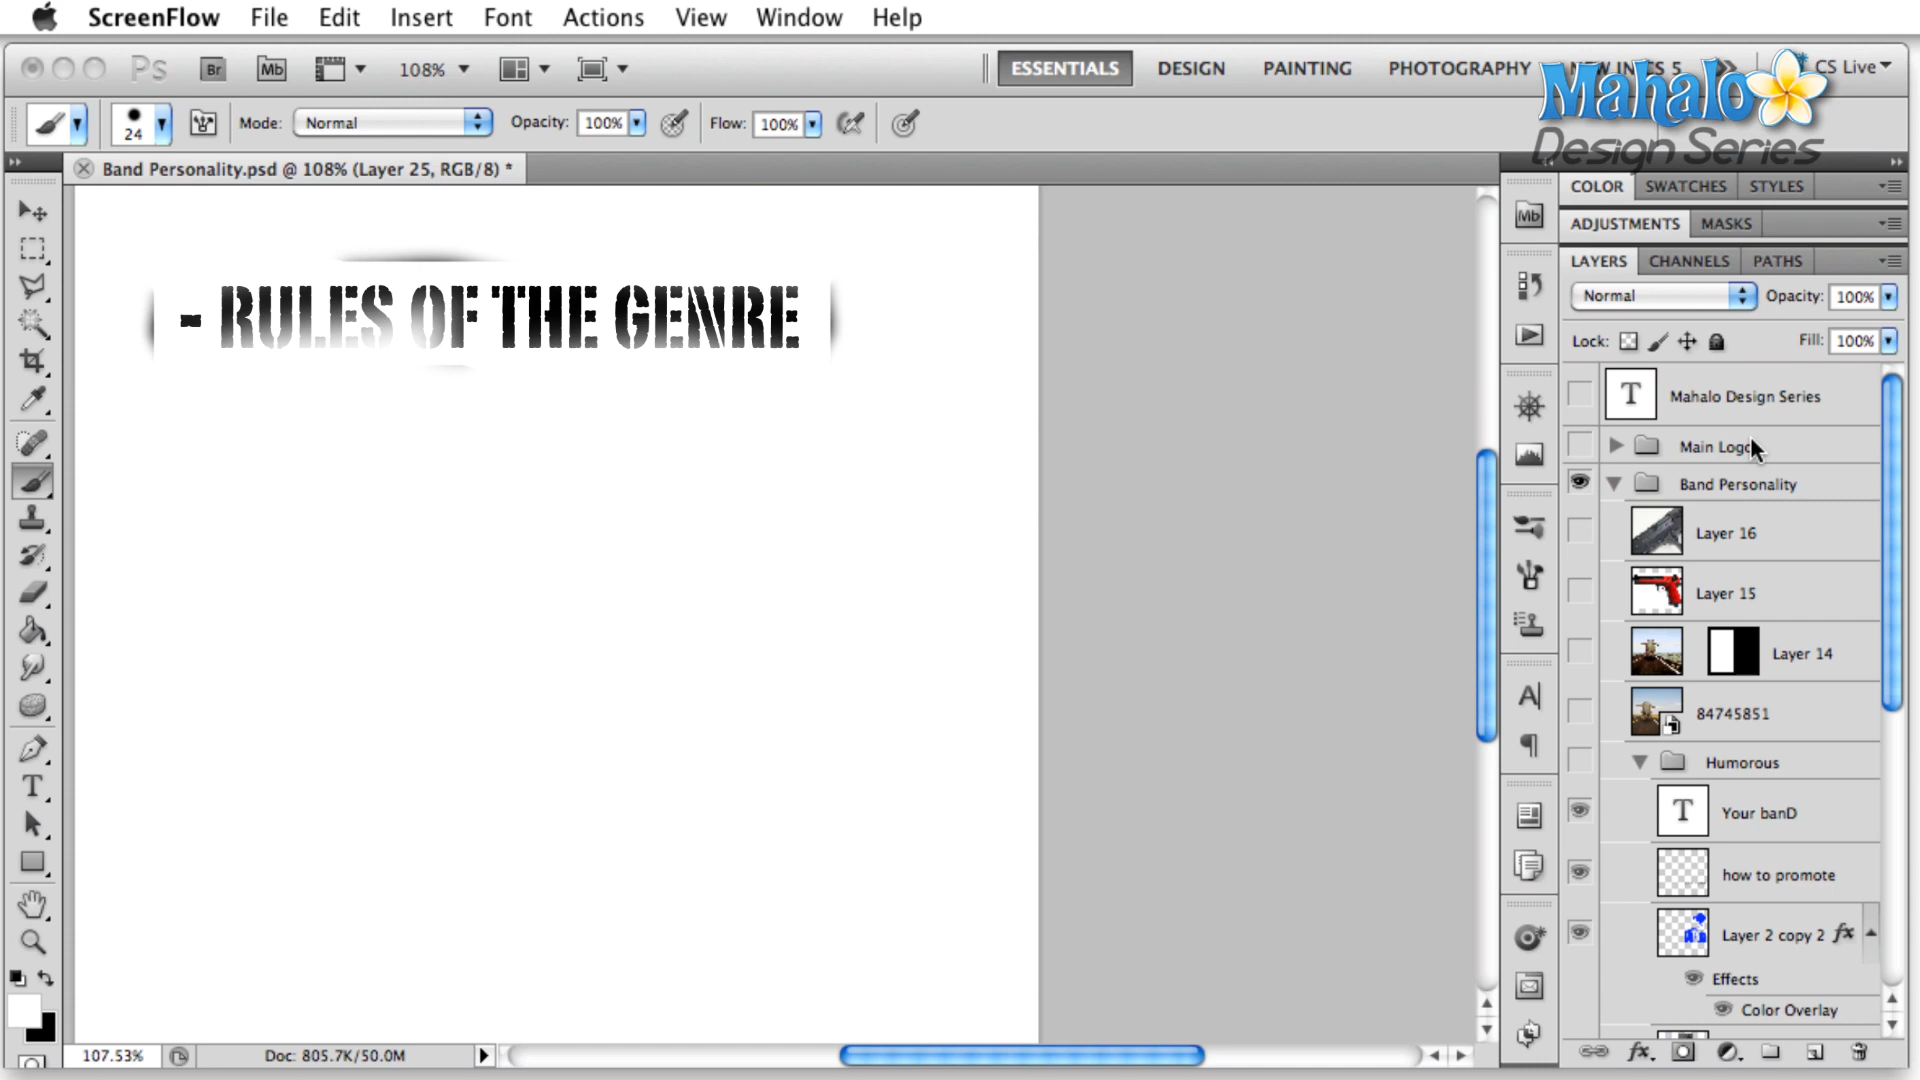 ScreenFlow File Edit Insert Font Actions View Window Help
Ps Br Mb 108% ESSENTIALS DESIGN PAINTING PHOTOGRAPHY CS Live
Mahalo
Design Series
24 Mode: Normal Opacity: 100% Flow: 100%
Band Personality.psd @ 108% (Layer 25, RGB/8) *
COLOR SWATCHES STYLES
Mb
ADJUSTMENTS MASKS
LAYERS CHANNELS PATHS
Normal Opacity: 100%
- RULES OF THE GENRE
Lock: Fill: 100%
T Mahalo Design Series
Main Logo
Band Personality
Layer 16
Layer 15
Layer 14
84745851
Humorous
T Your banD
how to promote
Layer 2 copy 2 fx
Effects
Color Overlay
107.53% Doc: 805.7K/50.0M fx